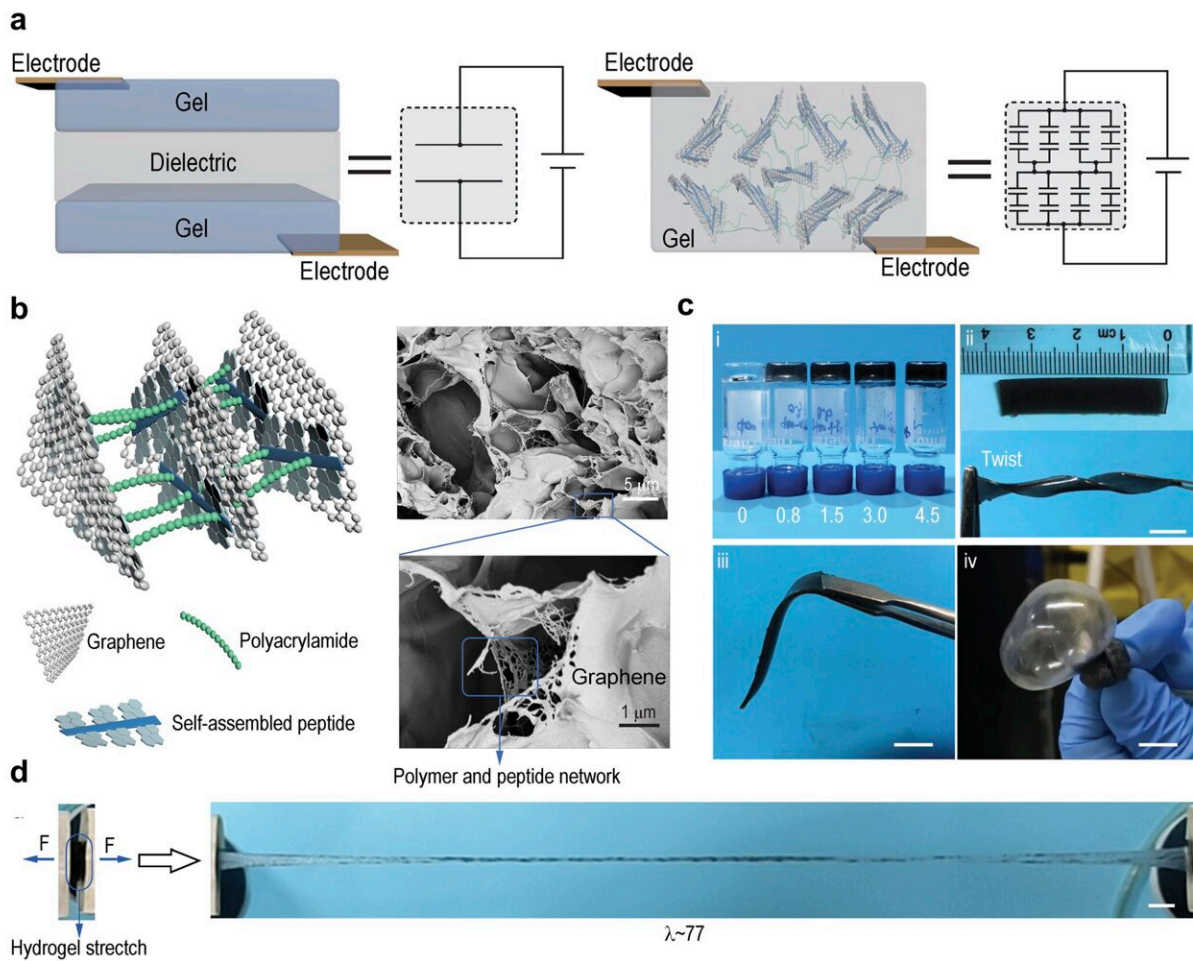 a
Electrode
Gel
Dielectric
Gel
Electrode
Electrode
Gel
Electrode
b
Graphene
Polyacrylamide
Self-assembled peptide
5 μm
Graphene
1 μm
Polymer and peptide network
c
i
0 0.8 1.5 3.0 4.5
ii
4 3 2 1cm 0
Twist
iii
iv
d
F F
Hydrogel strectch
λ~77